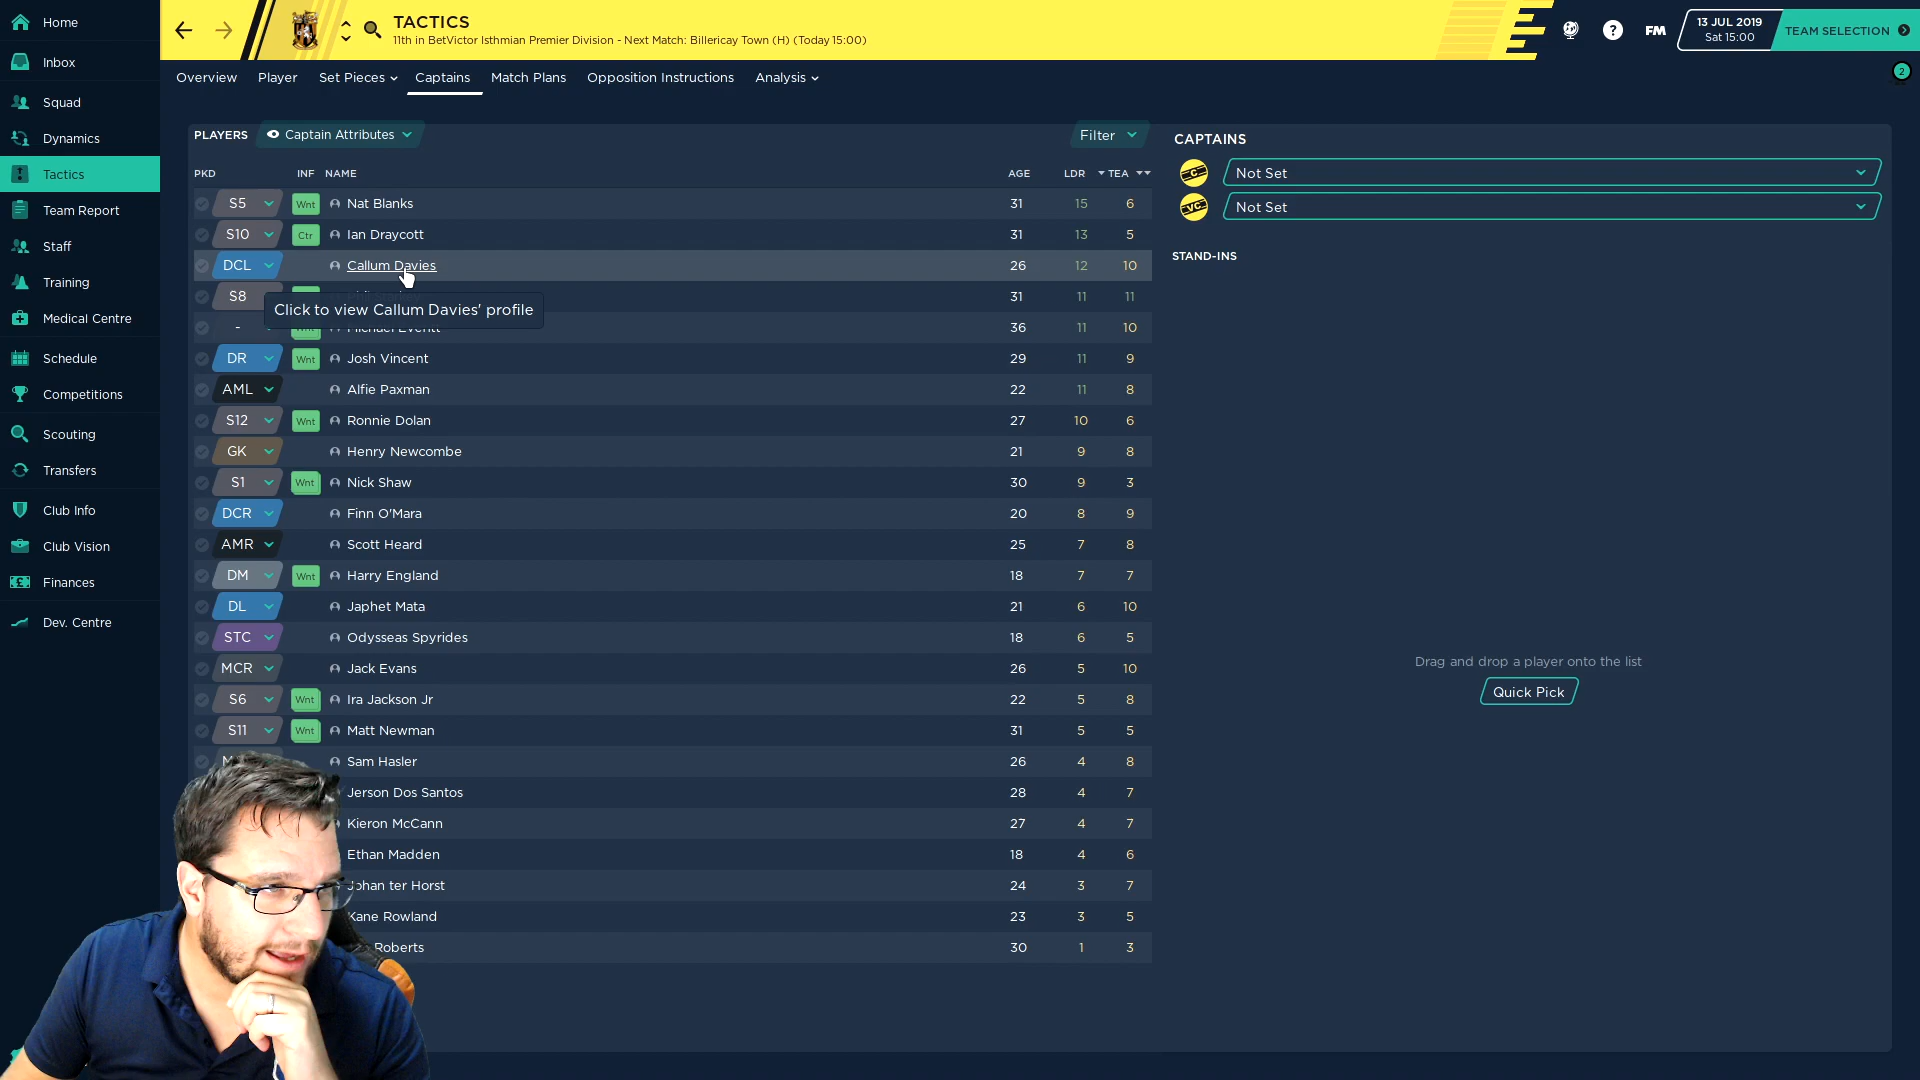 Home
Inbox
Squad
Dynamics
Tactics
Team Report
Staff
Training
Medical Centre
Schedule
Competitions
Scouting
Transfers
Club Info
Club Vision
Finances
Dev. Centre
TACTICS
11th in BetVictor Isthmian Premier Division - Next Match: Billericay Town (H) (Today 15:00)
FM
13 JUL 2019
Sat 15:00
TEAM SELECTION
2
Overview Player Set Pieces Captains Match Plans Opposition Instructions Analysis
PLAYERS Captain Attributes Filter
PKD INF NAME AGE LDR TEA
S5 Wnt Nat Blanks 31 15 6
S10 Ctr Ian Draycott 31 13 5
DCL Callum Davies 26 12 10
S8 31 11 11
Click to view Callum Davies' profile
- Michael Everitt 36 11 10
DR Wnt Josh Vincent 29 11 9
AML Alfie Paxman 22 11 8
S12 Wnt Ronnie Dolan 27 10 6
GK Henry Newcombe 21 9 8
S1 Wnt Nick Shaw 30 9 3
DCR Finn O'Mara 20 8 9
AMR Scott Heard 25 7 8
DM Wnt Harry England 18 7 7
DL Japhet Mata 21 6 10
STC Odysseas Spyrides 18 6 5
MCR Jack Evans 26 5 10
S6 Wnt Ira Jackson Jr 22 5 8
S11 Wnt Matt Newman 31 5 5
Sam Hasler 26 4 8
Jerson Dos Santos 28 4 7
Kieron McCann 27 4 7
Ethan Madden 18 4 6
Johan ter Horst 24 3 7
Kane Rowland 23 3 5
Roberts 30 1 3
CAPTAINS
C Not Set
VC Not Set
STAND-INS
Drag and drop a player onto the list
Quick Pick